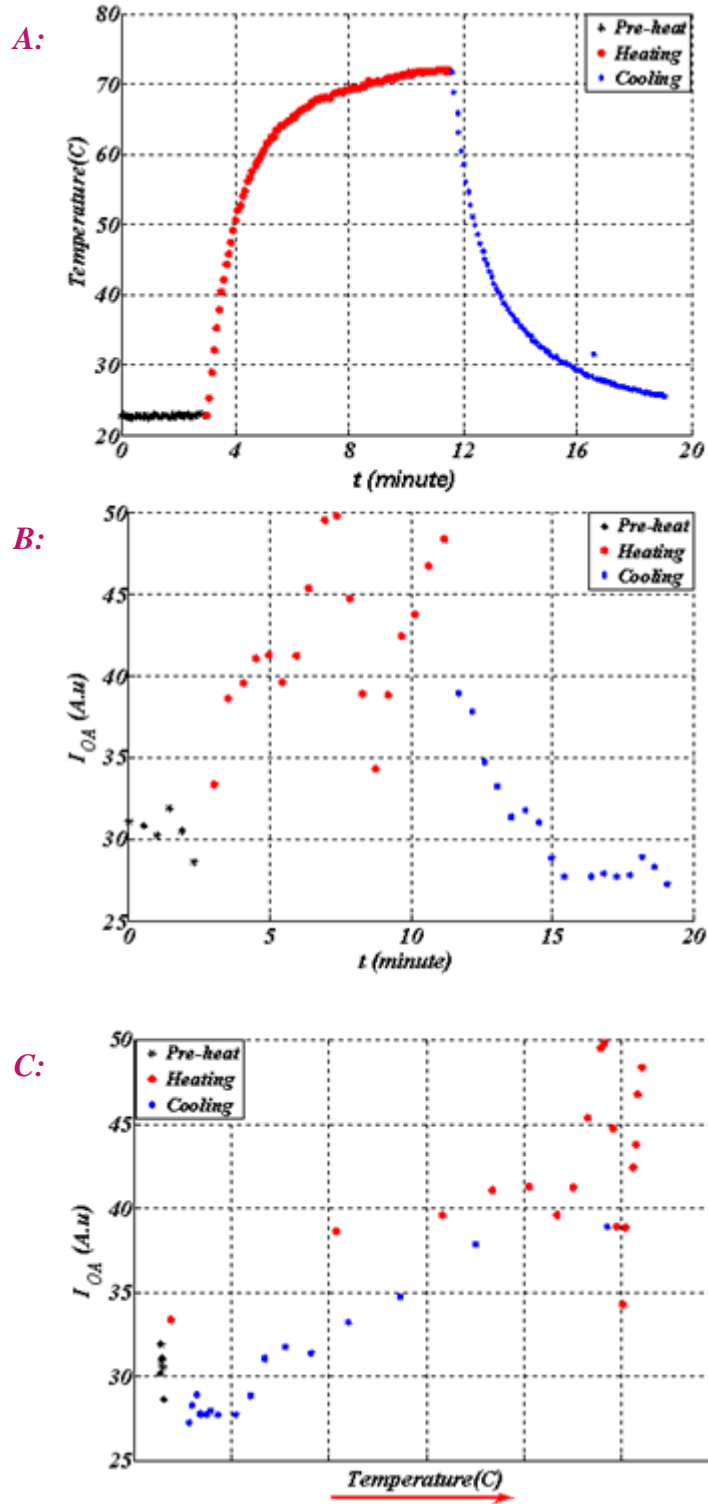 A:
80
70
60
50
40
30
20
Temperature(C)
Pre-heat
Heating
Cooling
0 4 8 12 16 20
t (minute)
B:
50
45
40
35
30
25
I_OA (A.u)
Pre-heat
Heating
Cooling
0 5 10 15 20
t (minute)
C:
50
45
40
35
30
25
I_OA (A.u)
Pre-heat
Heating
Cooling
Temperature(C)